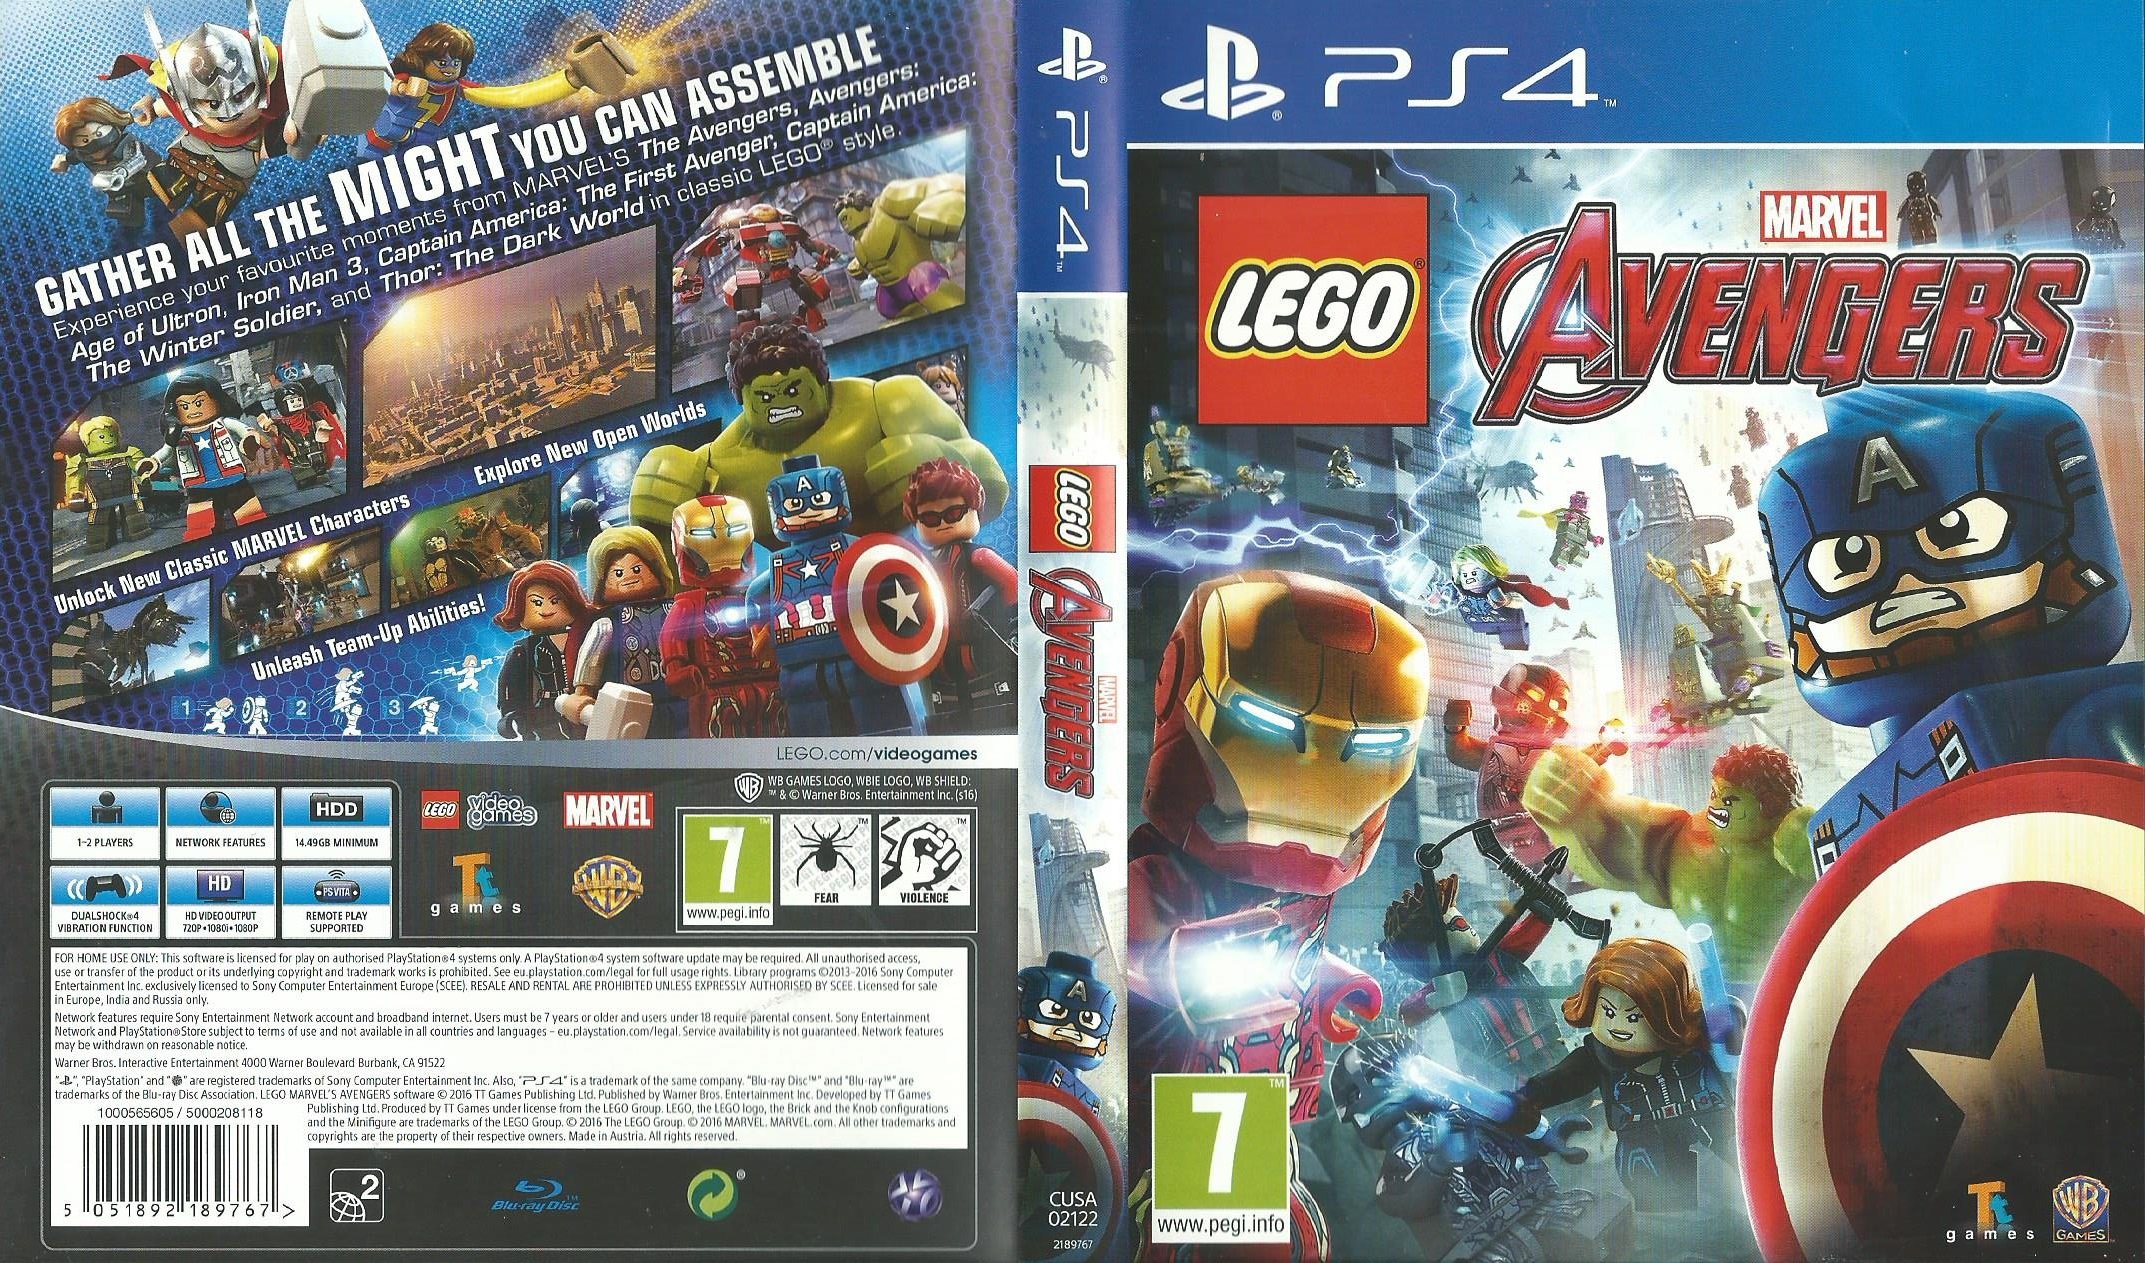 GATHER ALL THE MIGHT YOU CAN ASSEMBLE
Experience your favourite moments from MARVEL'S The Avengers, Avengers:
Age of Ultron, Iron Man 3, Captain America: The First Avenger, Captain America:
The Winter Soldier, and Thor: The Dark World in classic LEGO® style.
Explore New Open Worlds
Unlock New Classic MARVEL Characters
Unleash Team-Up Abilities!
1 2 3
LEGO.com/videogames
1-2 PLAYERS
NETWORK FEATURES
HDD
14.49GB MINIMUM
DUALSHOCK®4
VIBRATION FUNCTION
HD
HD VIDEO OUTPUT
720P•1080i•1080P
PSVITA
REMOTE PLAY
SUPPORTED
LEGO video games
MARVEL
Tt
games
WB
WB GAMES LOGO, WBIE LOGO, WB SHIELD:
™ & © Warner Bros. Entertainment Inc. (s16)
7™
www.pegi.info
FEAR
VIOLENCE
FOR HOME USE ONLY: This software is licensed for play on authorised PlayStation®4 systems only. A PlayStation®4 system software update may be required. All unauthorised access,
use or transfer of the product or its underlying copyright and trademark works is prohibited. See eu.playstation.com/legal for full usage rights. Library programs ©2013-2016 Sony Computer
Entertainment Inc. exclusively licensed to Sony Computer Entertainment Europe (SCEE). RESALE AND RENTAL ARE PROHIBITED UNLESS EXPRESSLY AUTHORISED BY SCEE. Licensed for sale
in Europe, India and Russia only.
Network features require Sony Entertainment Network account and broadband internet. Users must be 7 years or older and users under 18 require parental consent. Sony Entertainment
Network and PlayStation®Store subject to terms of use and not available in all countries and languages – eu.playstation.com/legal. Service availability is not guaranteed. Network features
may be withdrawn on reasonable notice.
Warner Bros. Interactive Entertainment 4000 Warner Boulevard Burbank, CA 91522
" ", "PlayStation" and " " are registered trademarks of Sony Computer Entertainment Inc. Also, "PS4" is a trademark of the same company. "Blu-ray Disc™" and "Blu-ray™" are
trademarks of the Blu-ray Disc Association. LEGO MARVEL'S AVENGERS software © 2016 TT Games Publishing Ltd. Published by Warner Bros. Entertainment Inc. Developed by TT Games
Publishing Ltd. Produced by TT Games under license from the LEGO Group. LEGO, the LEGO logo, the Brick and the Knob configurations
and the Minifigure are trademarks of the LEGO Group. © 2016 The LEGO Group. © 2016 MARVEL. MARVEL.com. All other trademarks and
copyrights are the property of their respective owners. Made in Austria. All rights reserved.
1000565605 / 5000208118
5 051892 189767 >
2
Blu-ray Disc™
PS4™
LEGO
AVENGERS
MARVEL
CUSA
02122
2189767
PS4™
LEGO®
MARVEL
AVENGERS
A
7™
www.pegi.info
Tt
games
WB
GAMES